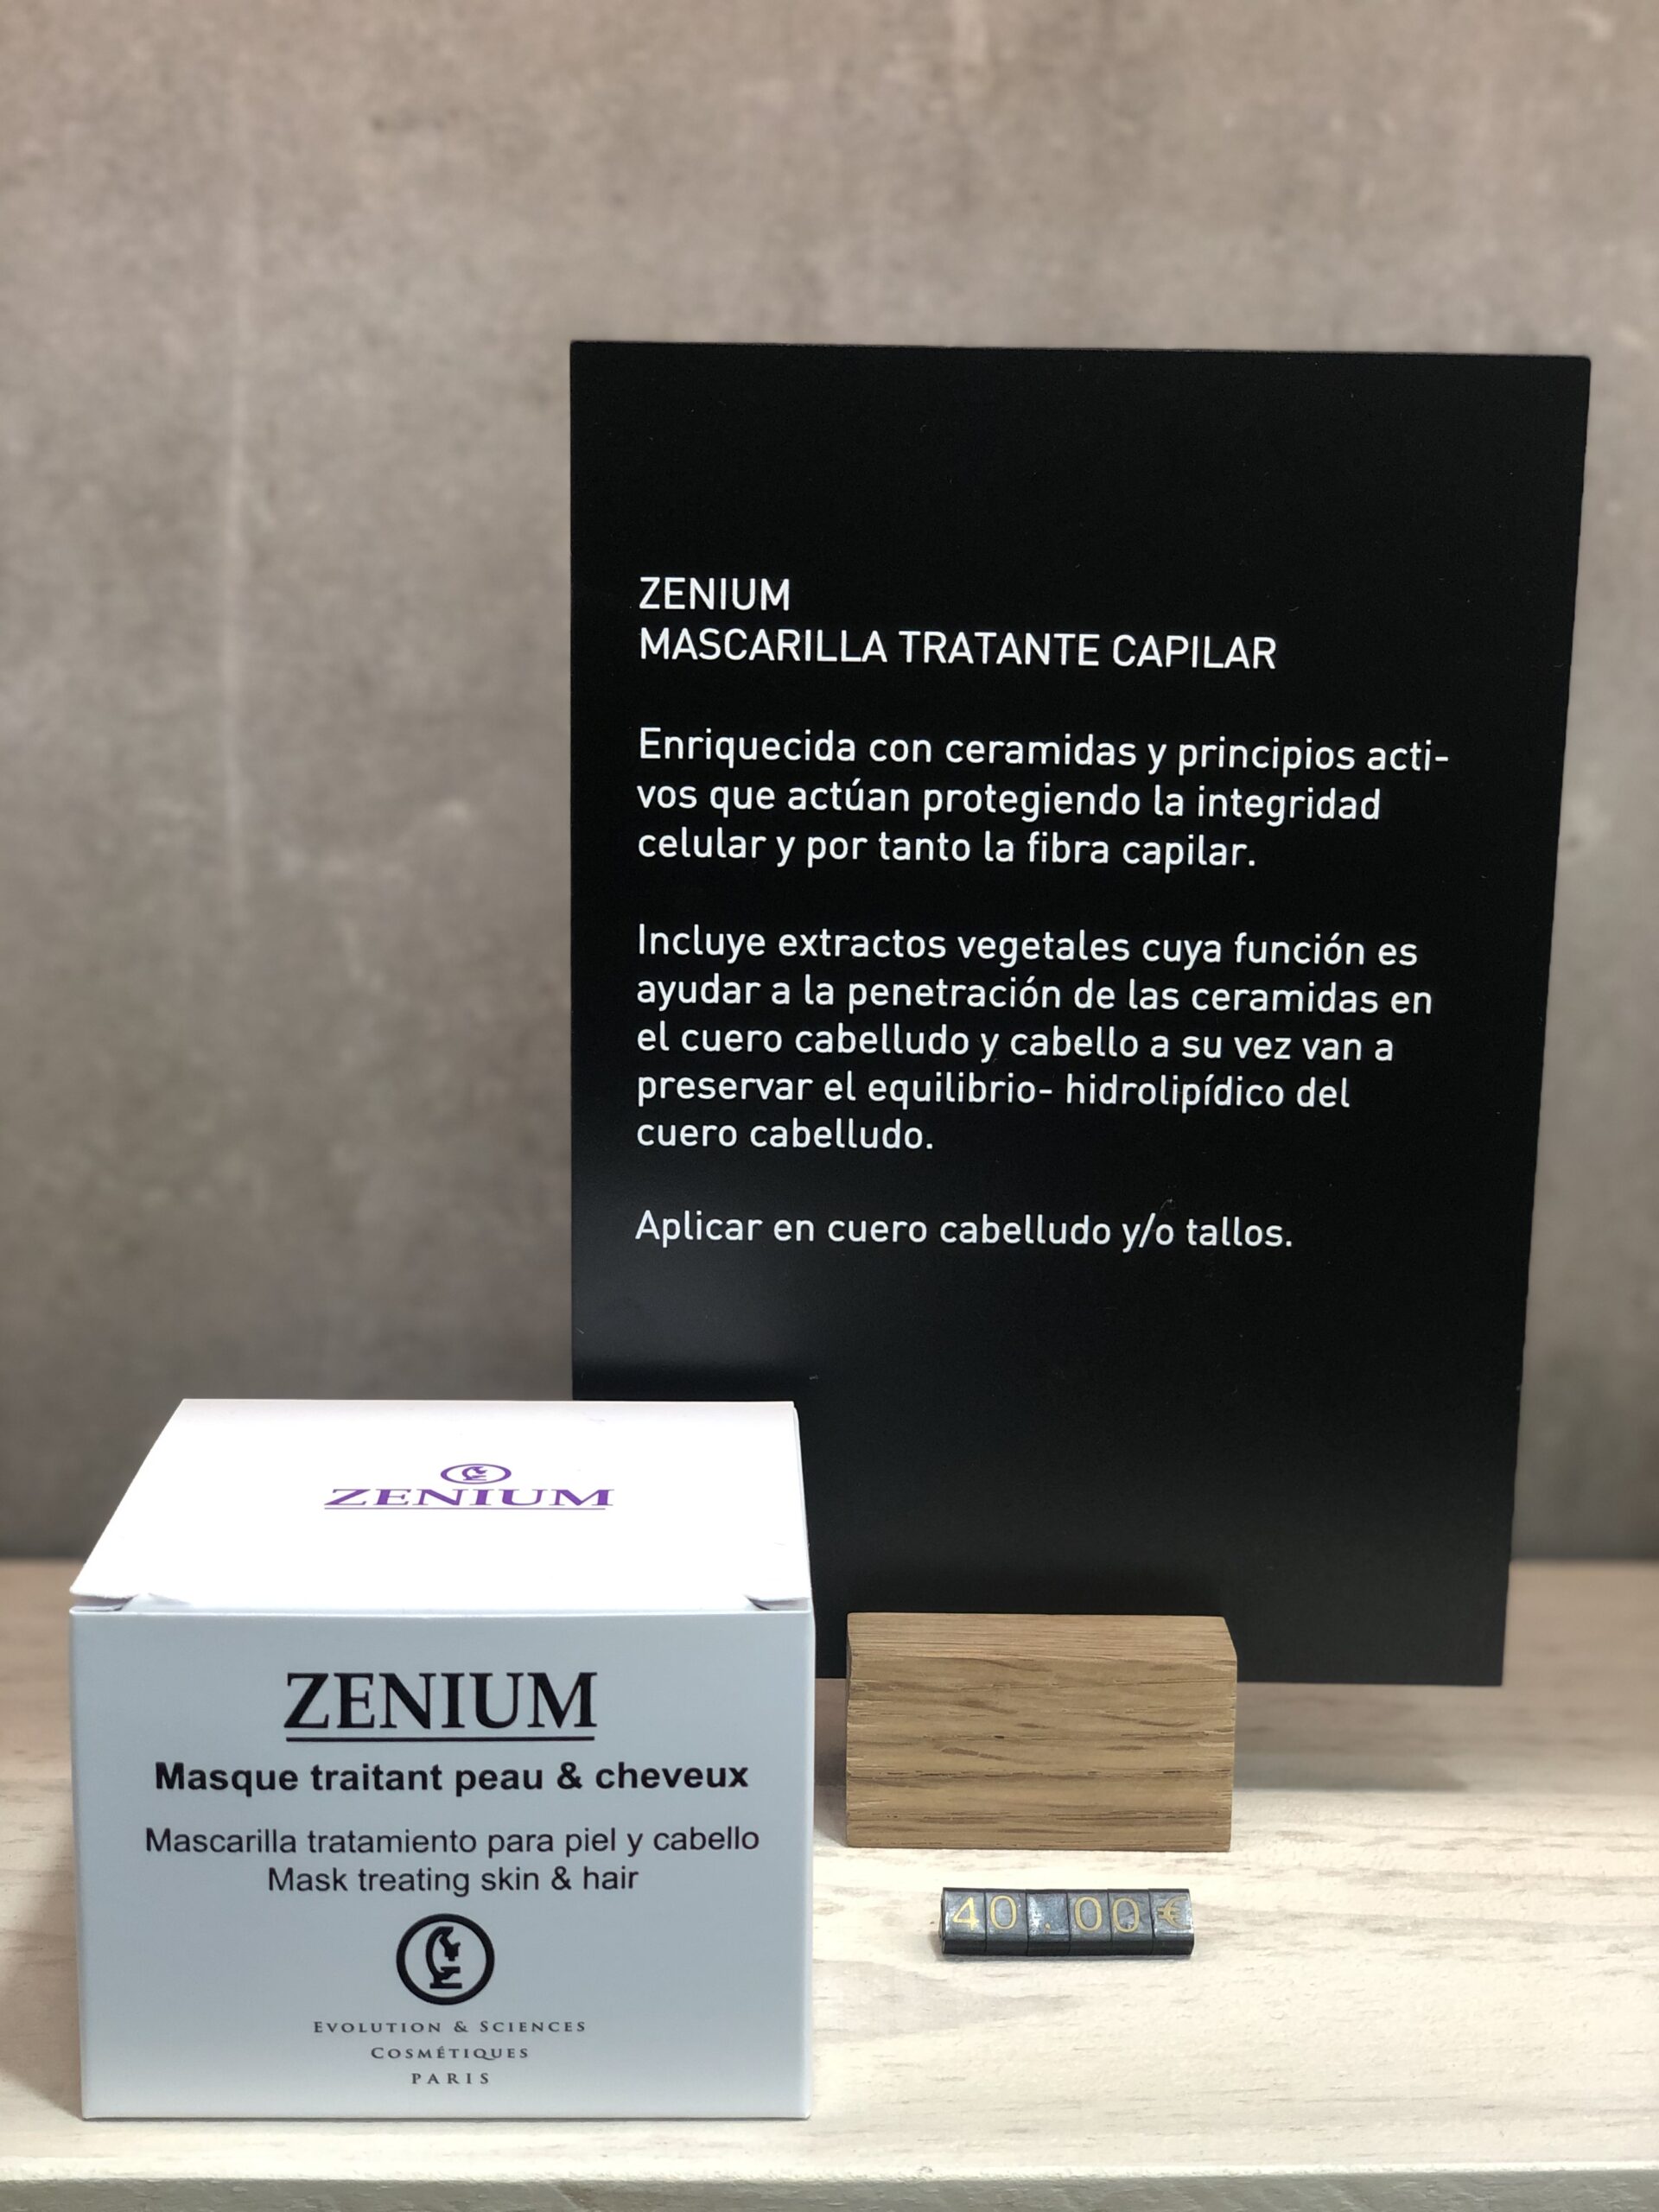 ZENIUM
MASCARILLA TRATANTE CAPILAR
Enriquecida con ceramidas y principios acti-
vos que actúan protegiendo la integridad
celular y por tanto la fibra capilar.
Incluye extractos vegetales cuya función es
ayudar a la penetración de las ceramidas en
el cuero cabelludo y cabello a su vez van a
preservar el equilibrio- hidrolipídico del
cuero cabelludo.
Aplicar en cuero cabelludo y/o tallos.
ZENIUM
ZENIUM
Masque traitant peau & cheveux
Mascarilla tratamiento para piel y cabello
Mask treating skin & hair
EVOLUTION & SCIENCES
COSMÉTIQUES
PARIS
40.00€